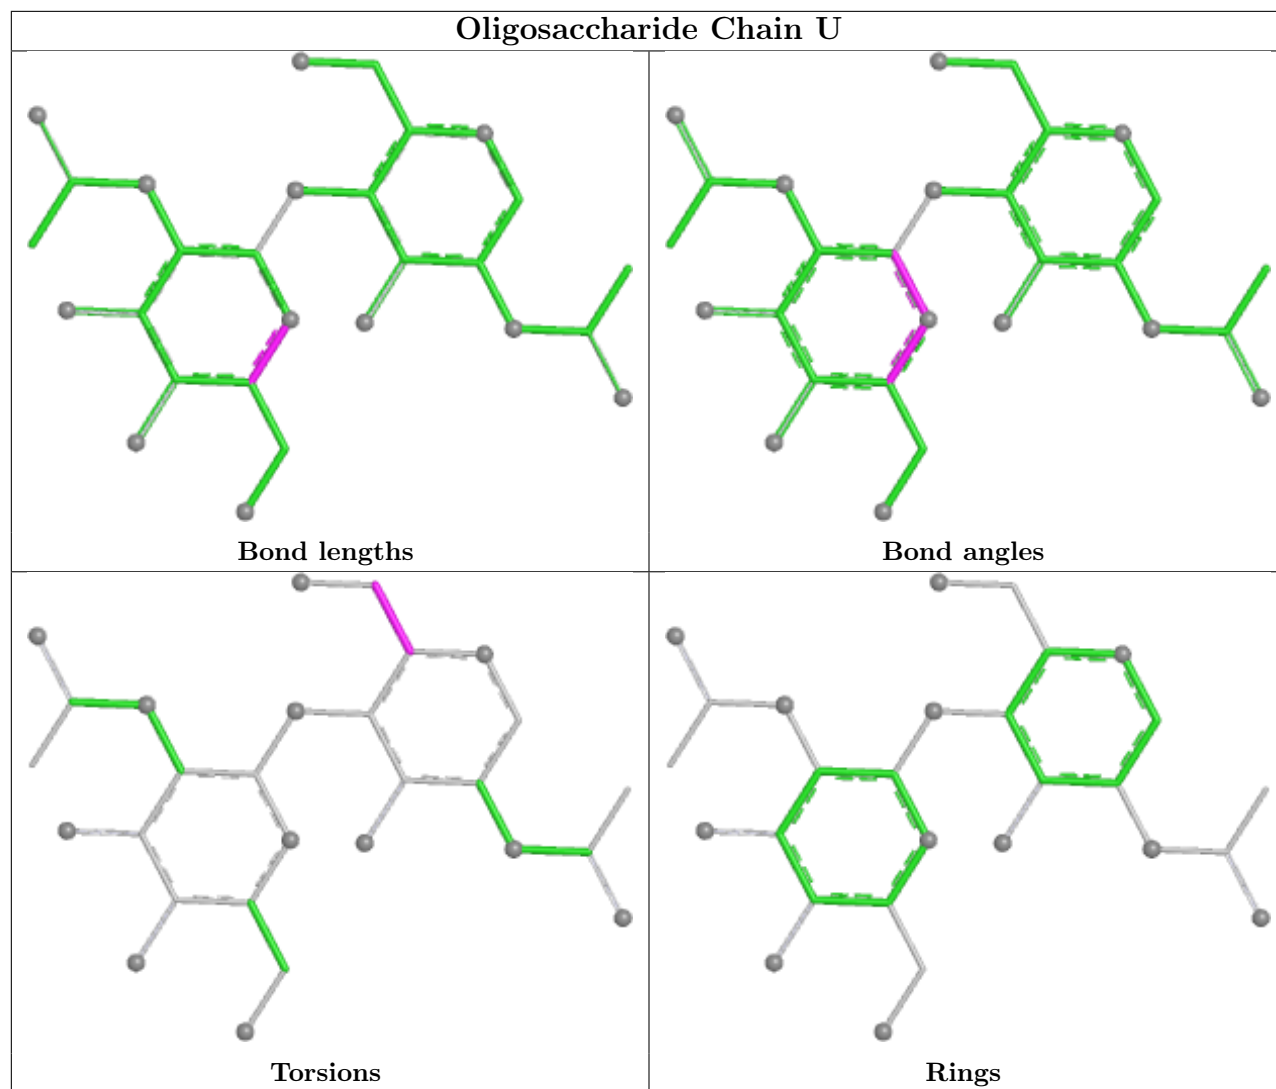 Oligosaccharide Chain U
Bond lengths
Bond angles
Torsions
Rings